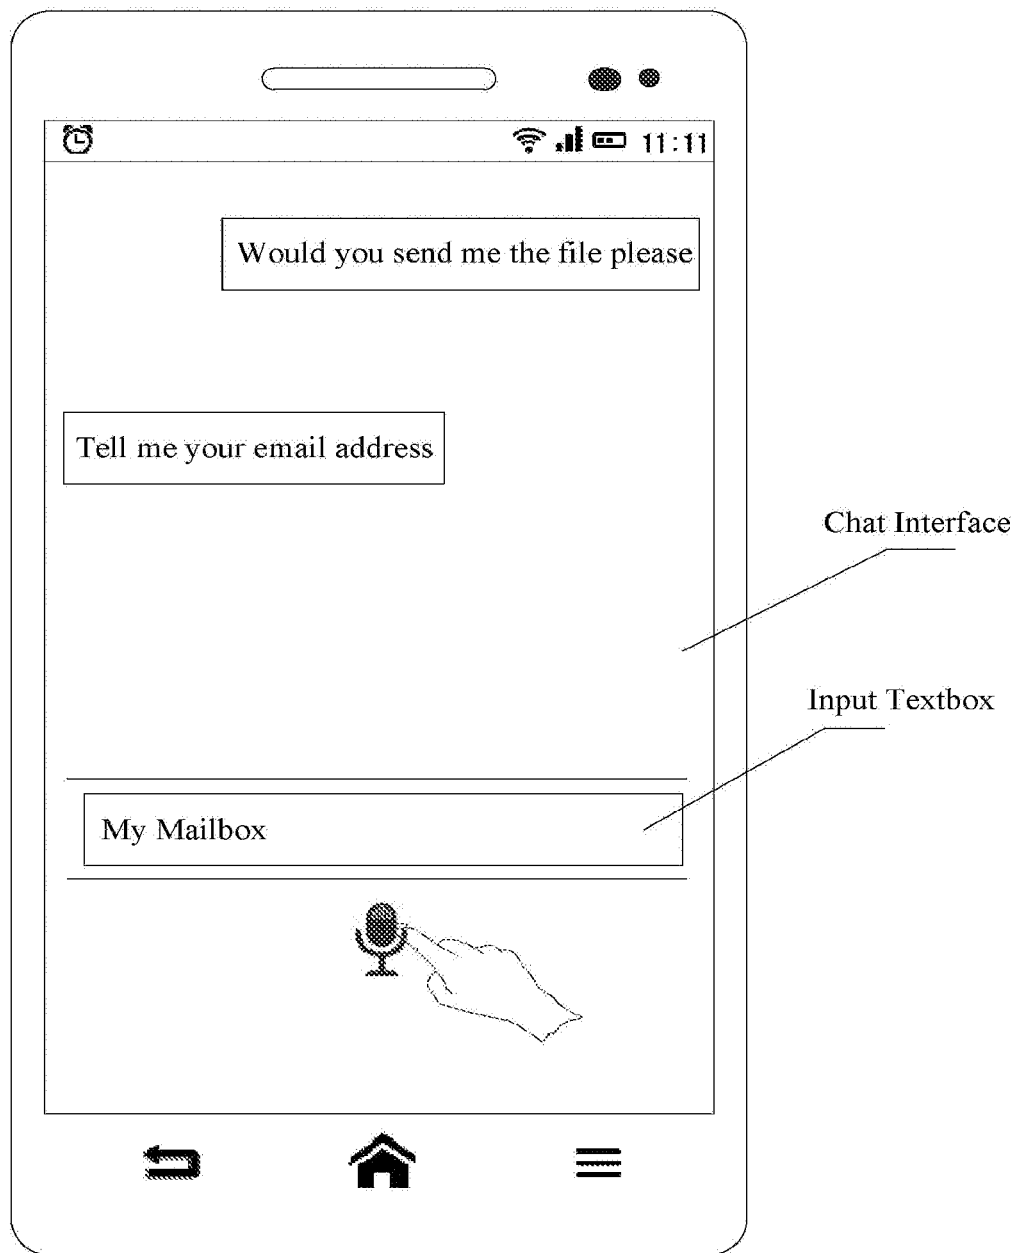 11:11
Would you send me the file please
Tell me your email address
Chat Interface
Input Textbox
My Mailbox